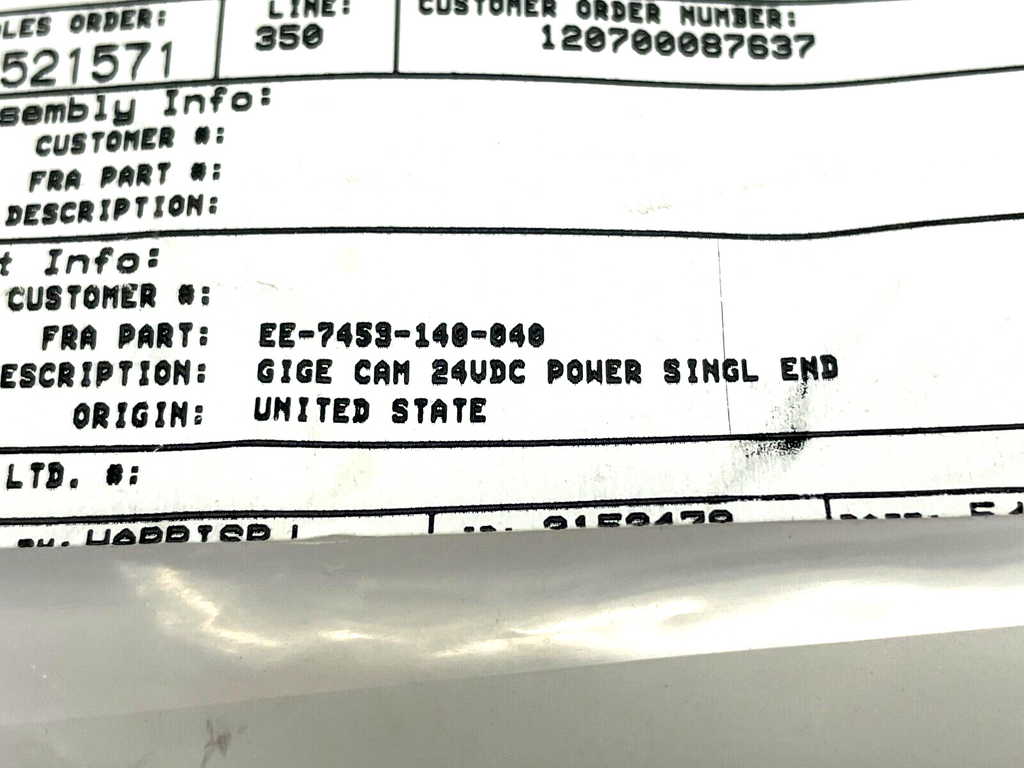 LES ORDER: LINE: CUSTOMER ORDER NUMBER:
521571 350 120700087637
sembly Info:
CUSTOMER #:
FRA PART #:
DESCRIPTION:
t Info:
CUSTOMER #:
FRA PART: EE-7453-140-040
ESCRIPTION: GIGE CAM 24VDC POWER SINGL END
ORIGIN: UNITED STATE
LTD. #: